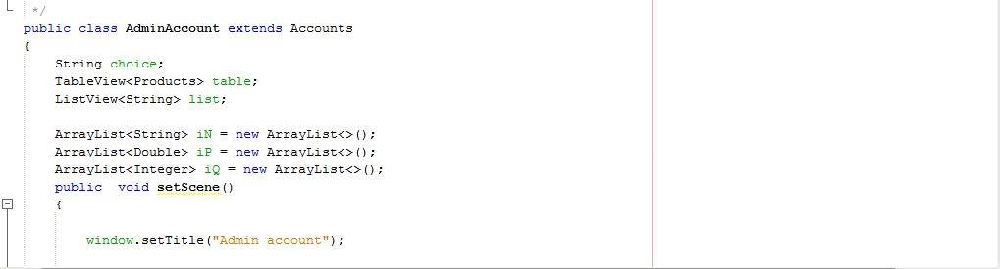 */
public class AdminAccount extends Accounts
{
String choice;
TableView<Products> table;
ListView<String> list;
ArrayList<String> iN = new ArrayList<>();
ArrayList<Double> iP = new ArrayList<>();
ArrayList<Integer> iQ = new ArrayList<>();
public  void setScene()
{
window.setTitle("Admin account");